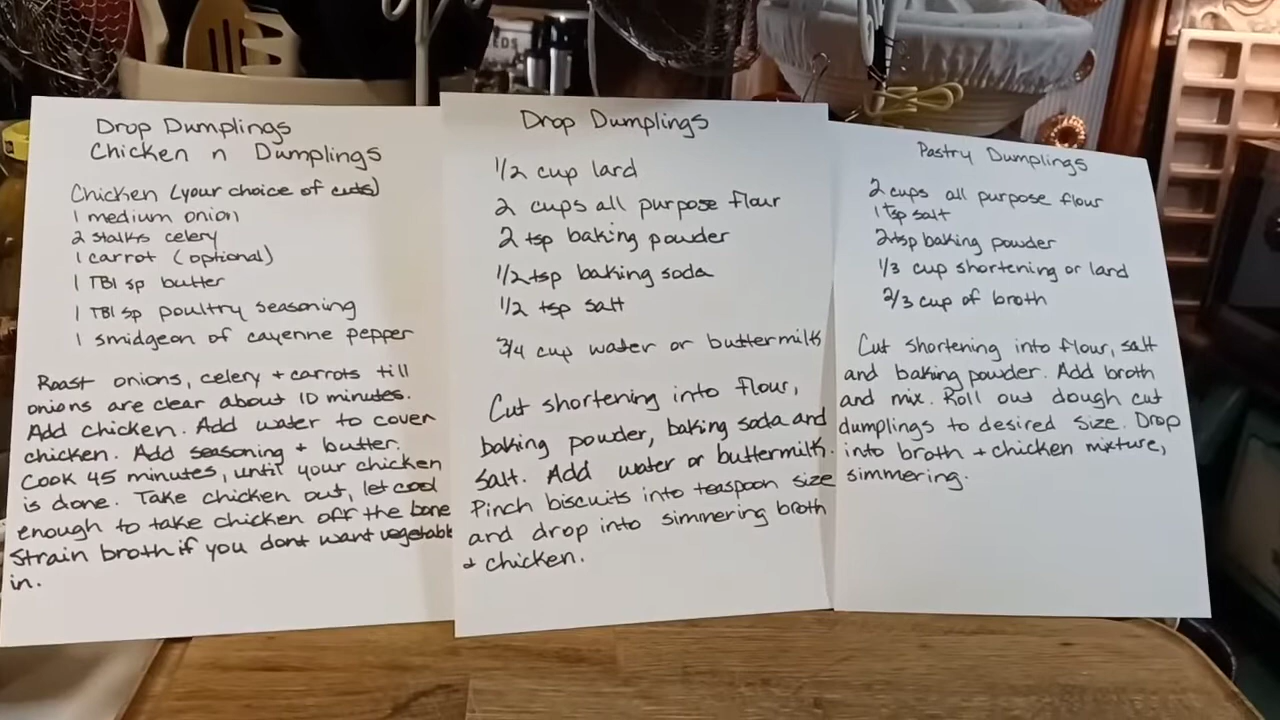 Drop Dumplings
Chicken n Dumplings
Chicken (your choice of cuts)
1 medium onion
2 stalks celery
1 carrot (optional)
1 TBlsp butter
1 TBlsp poultry seasoning
1 smidgeon of cayenne pepper
Roast onions, celery + carrots till
onions are clear about 10 minutes.
Add chicken. Add water to cover
chicken. Add seasoning + butter.
Cook 45 minutes, until your chicken
is done. Take chicken out, let cool
enough to take chicken off the bone
Strain broth if you dont want vegetabl
in.
Drop Dumplings
1/2 cup lard
2 cups all purpose flour
2 tsp baking powder
1/2 tsp baking soda
1/2 tsp salt
3/4 cup water or buttermilk
Cut shortening into flour,
baking powder, baking soda and
salt. Add water or buttermilk.
Pinch biscuits into teaspoon size
and drop into simmering broth
+ chicken.
Pastry Dumplings
2 cups all purpose flour
1 tsp salt
2 tsp baking powder
1/3 cup shortening or lard
2/3 cup of broth
Cut shortening into flour, salt
and baking powder. Add broth
and mix. Roll out dough cut
dumplings to desired size. Drop
into broth + chicken mixture,
simmering.